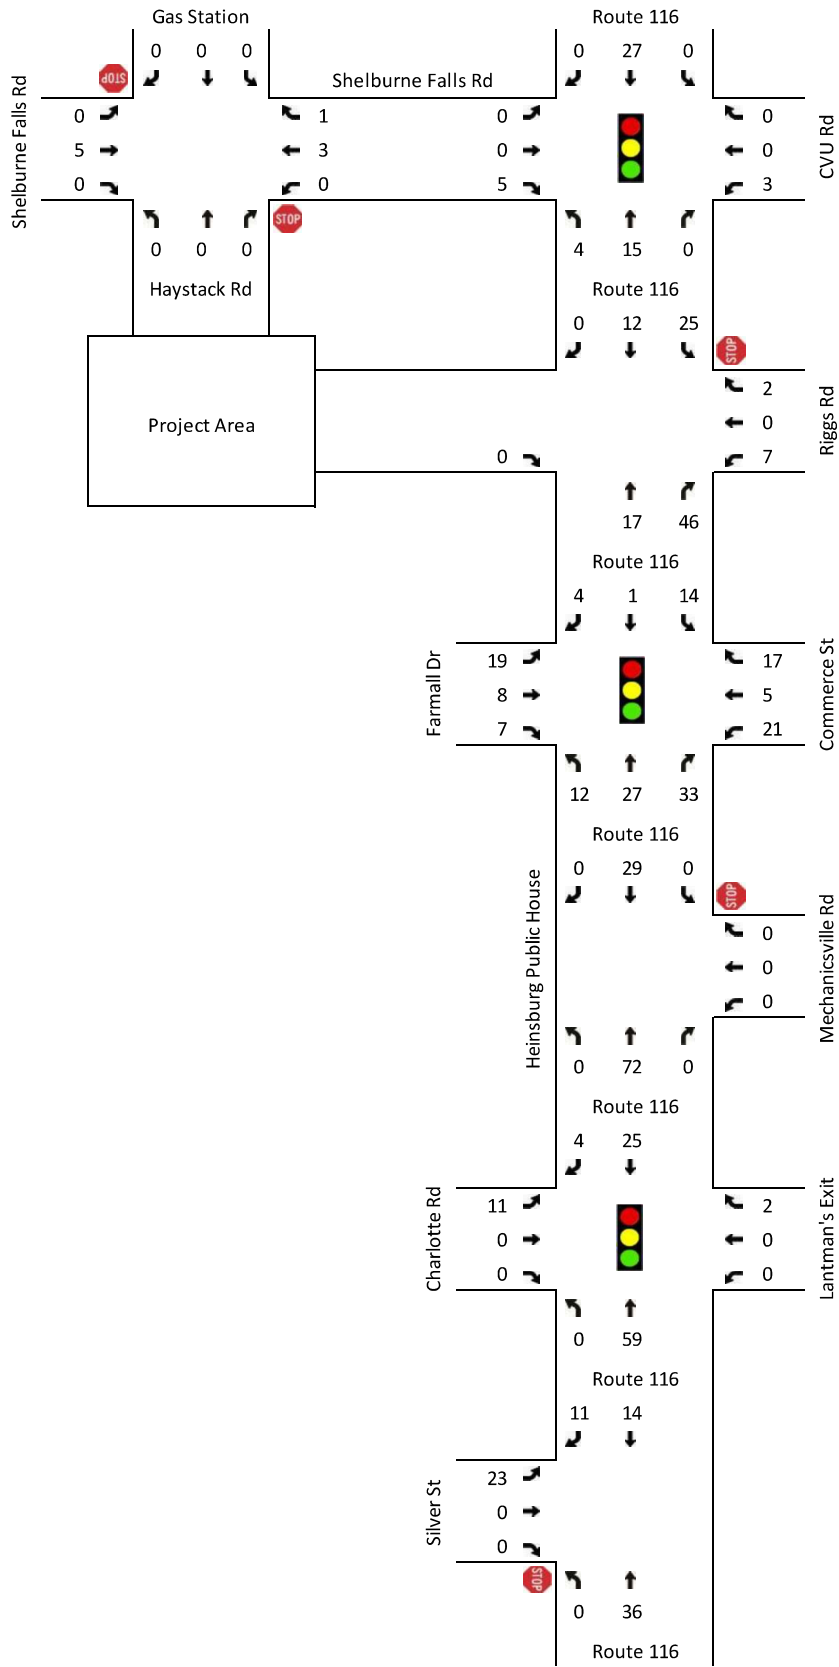 Gas Station
Route 116
0 0 0
0 27 0
STOP
Shelburne Falls Rd
Shelburne Falls Rd
CVU Rd
0
1
0
0
5
3
0
0
0
0
5
3
STOP
0 0 0
4 15 0
Haystack Rd
Route 116
0 12 25
STOP
Project Area
Riggs Rd
2
0
0
7
17 46
Route 116
4 1 14
Farmall Dr
Commerce St
19
17
8
5
7
21
12 27 33
Route 116
0 29 0
STOP
Heinsburg Public House
Mechanicsville Rd
0
0
0
0 72 0
Route 116
4 25
Charlotte Rd
Lantman's Exit
11
2
0
0
0
0
0 59
Route 116
11 14
Silver St
23
0
0
STOP
0 36
Route 116